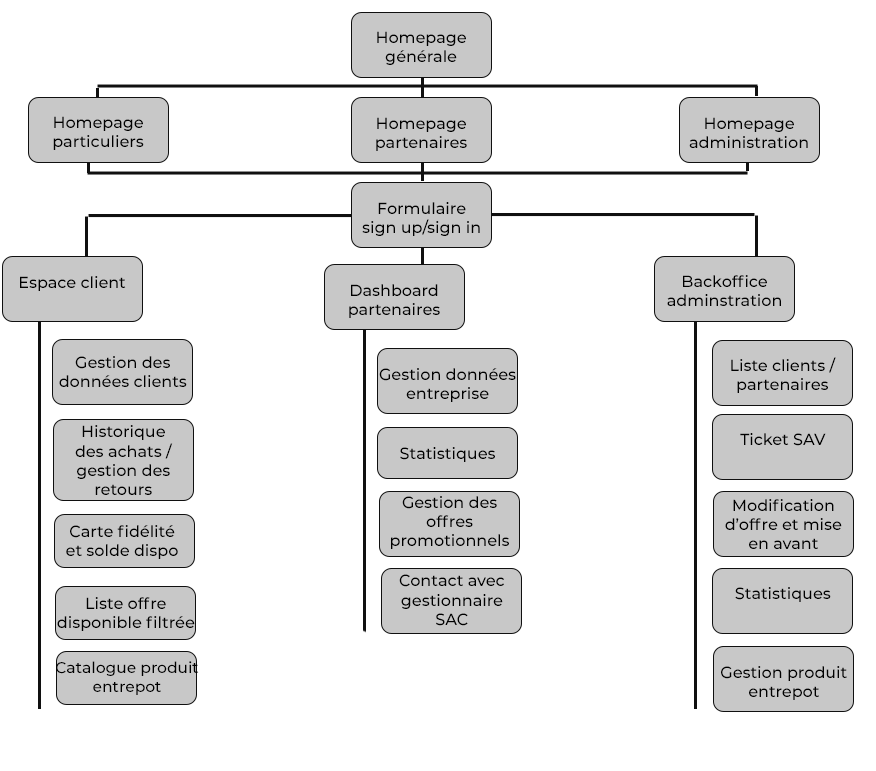 Homepage
générale
Homepage
particuliers
Homepage
partenaires
Homepage
administration
Formulaire
sign up/sign in
Espace client
Gestion des
données clients
Historique
des achats /
gestion des
retours
Carte fidélité
et solde dispo
Liste offre
disponible filtrée
Catalogue produit
entrepot
Dashboard
partenaires
Gestion données
entreprise
Statistiques
Gestion des
offres
promotionnels
Contact avec
gestionnaire
SAC
Backoffice
adminstration
Liste clients /
partenaires
Ticket SAV
Modification
d’offre et mise
en avant
Statistiques
Gestion produit
entrepot